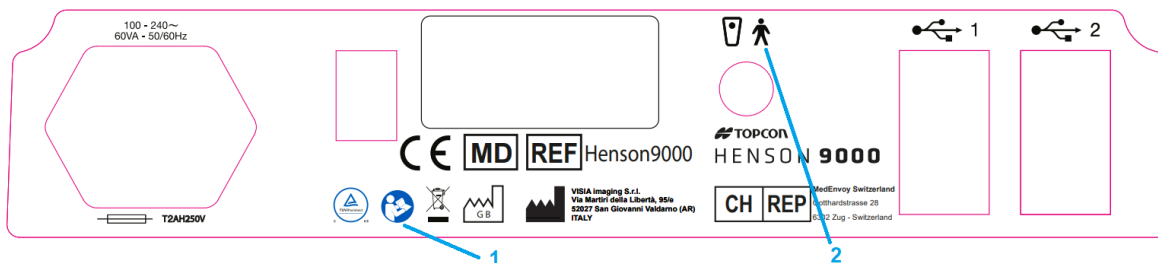 100 - 240~
60VA - 50/60Hz
1
2
TOPCON
HENSON 9000
CE MD REF Henson9000
T2AH250V
GB
VISIA imaging S.r.l.
Via Martiri della Libertà, 95/e
52027 San Giovanni Valdarno (AR)
ITALY
CH REP
MedEnvoy Switzerland
Gotthardstrasse 28
6302 Zug - Switzerland
1
2